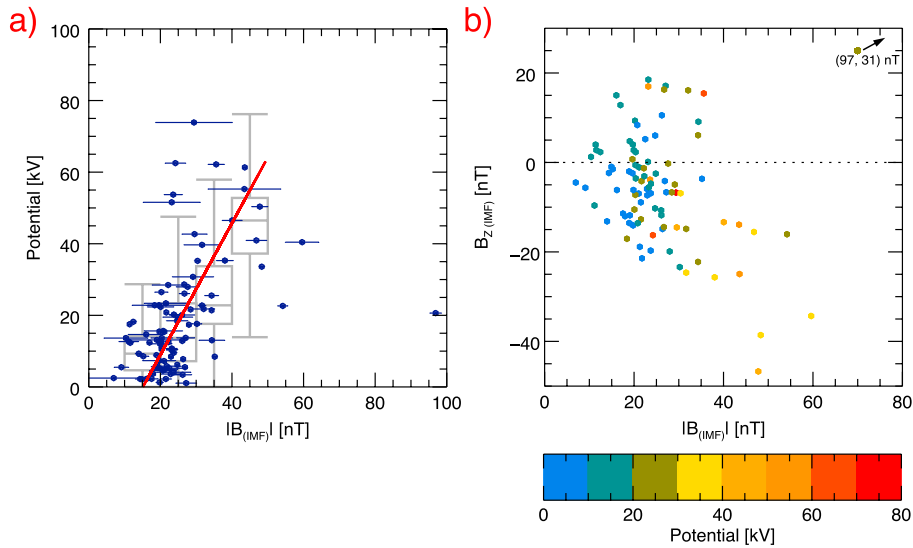 a)
100
80
60
40
20
0
Potential [kV]
0 20 40 60 80 100
|B(IMF)| [nT]
b)
(97, 31) nT
20
0
−20
−40
BZ (IMF) [nT]
0 20 40 60 80
|B(IMF)| [nT]
0 20 40 60 80
Potential [kV]